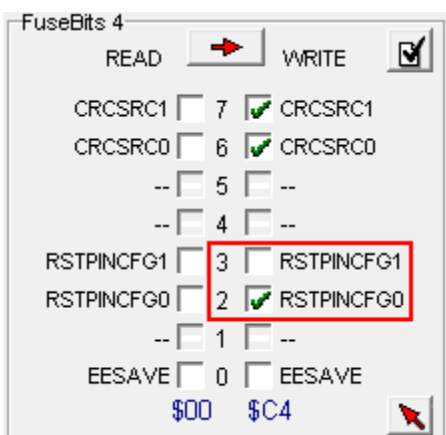 FuseBits 4
READ WRITE
CRCSRC1 7 CRCSRC1
CRCSRC0 6 CRCSRC0
-- 5 --
-- 4 --
RSTPINCFG1 3 RSTPINCFG1
RSTPINCFG0 2 RSTPINCFG0
-- 1 --
EESAVE 0 EESAVE
$00 $C4